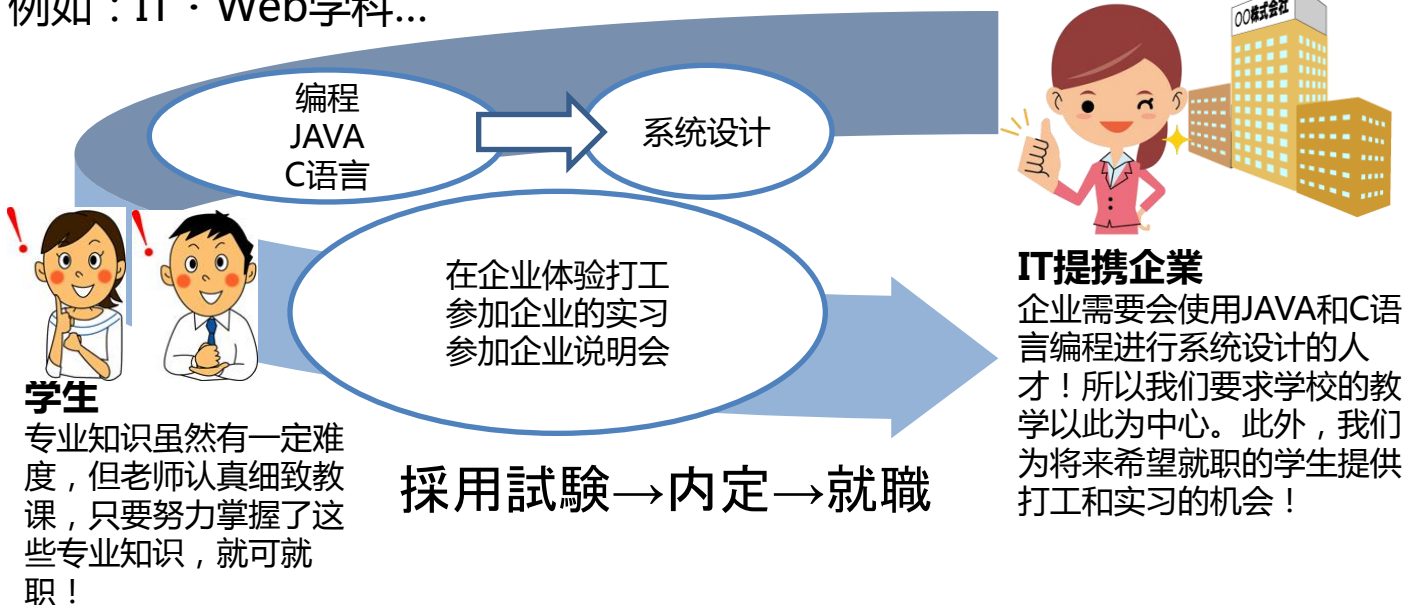 例如：IT・Web学科…
〇〇株式会社
编程
JAVA
C语言
系统设计
在企业体验打工
参加企业的实习
参加企业说明会
学生
专业知识虽然有一定难
度，但老师认真细致教
课，只要努力掌握了这
些专业知识，就可就
职！
採用試験→内定→就職
IT提携企業
企业需要会使用JAVA和C语
言编程进行系统设计的人
才！所以我们要求学校的教
学以此为中心。此外，我们
为将来希望就职的学生提供
打工和实习的机会！